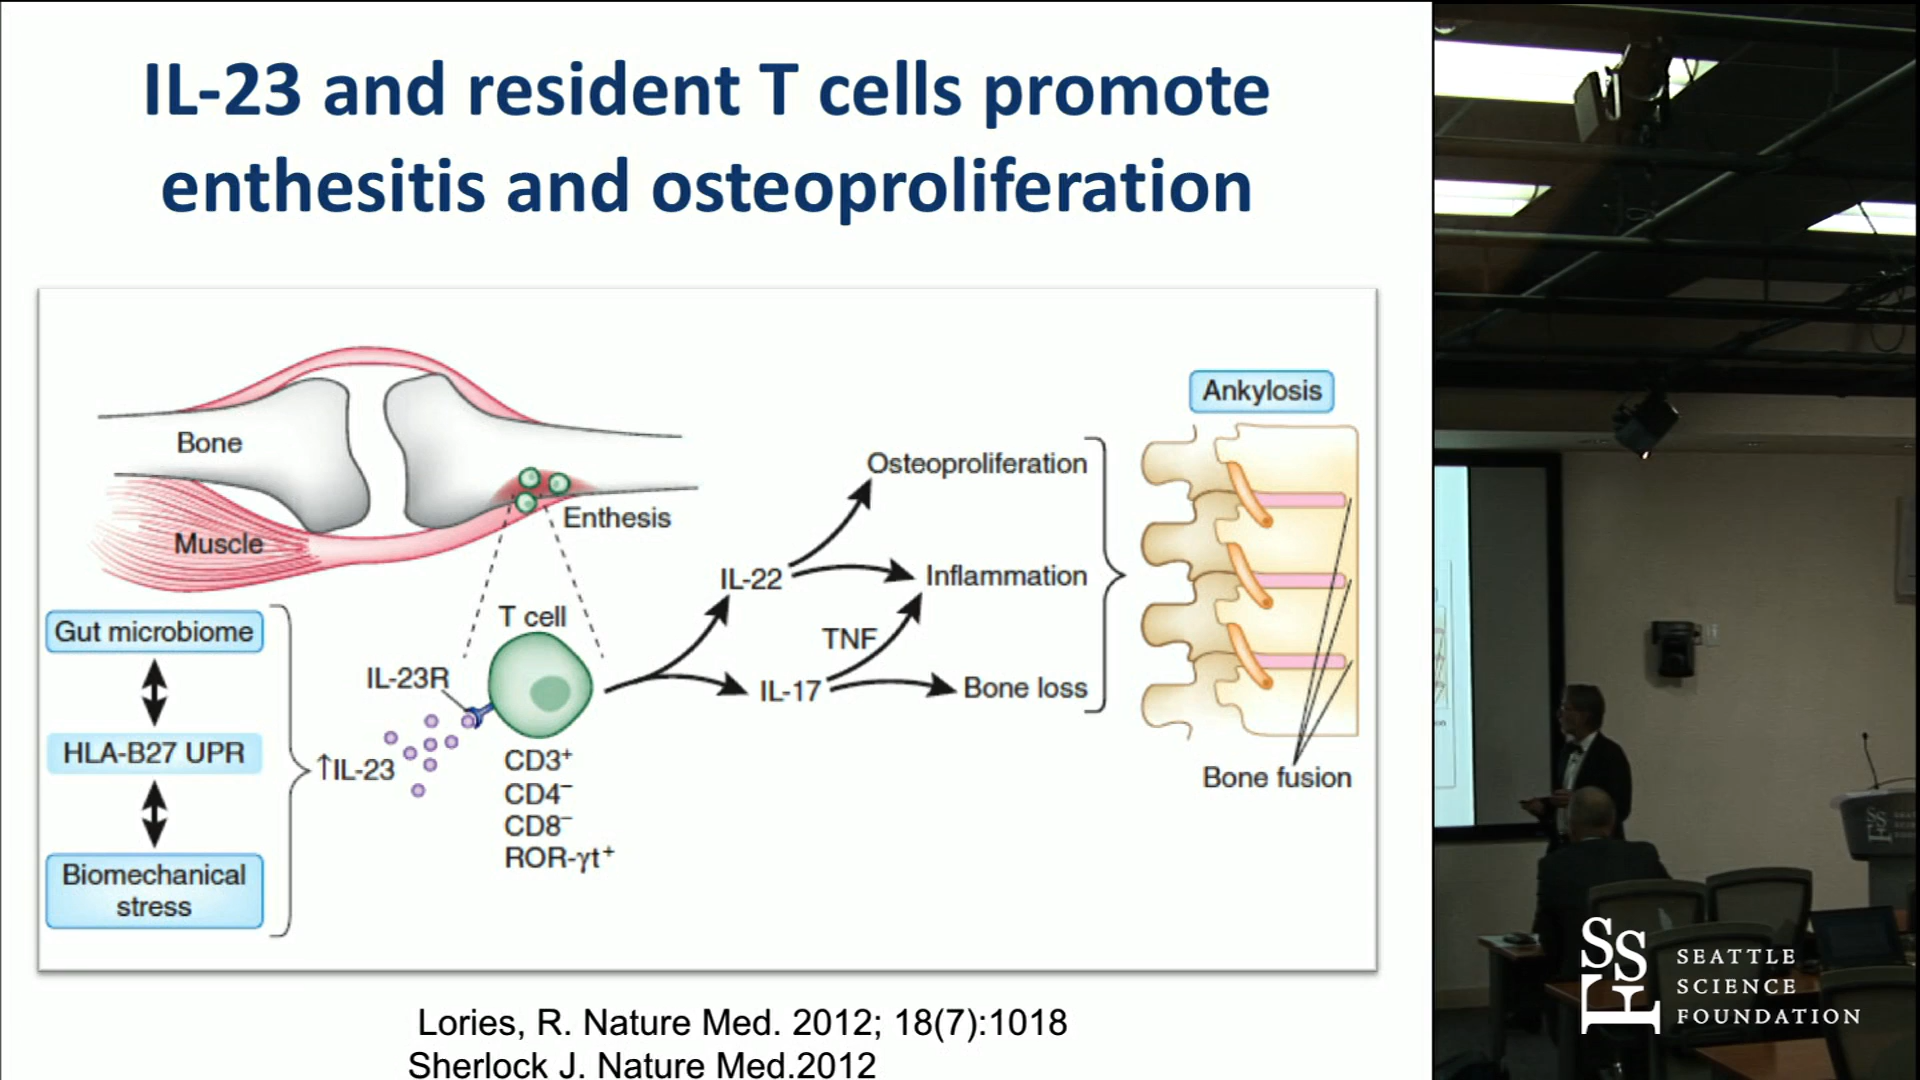 IL-23 and resident T cells promote
enthesitis and osteoproliferation
Bone
Muscle
Enthesis
Gut microbiome
HLA-B27 UPR
Biomechanical
stress
↑IL-23
IL-23R
T cell
CD3⁺
CD4⁻
CD8⁻
ROR-γt⁺
IL-22
IL-17
TNF
Osteoproliferation
Inflammation
Bone loss
Ankylosis
Bone fusion
Lories, R. Nature Med. 2012; 18(7):1018
Sherlock J. Nature Med.2012
SSF
SEATTLE
SCIENCE
FOUNDATION